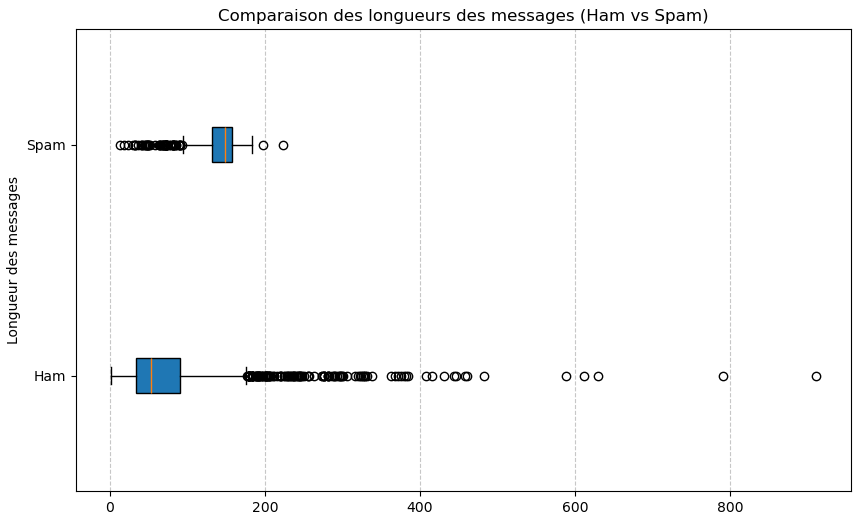 Comparaison des longueurs des messages (Ham vs Spam)
Longueur des messages
Spam
Ham
0 200 400 600 800